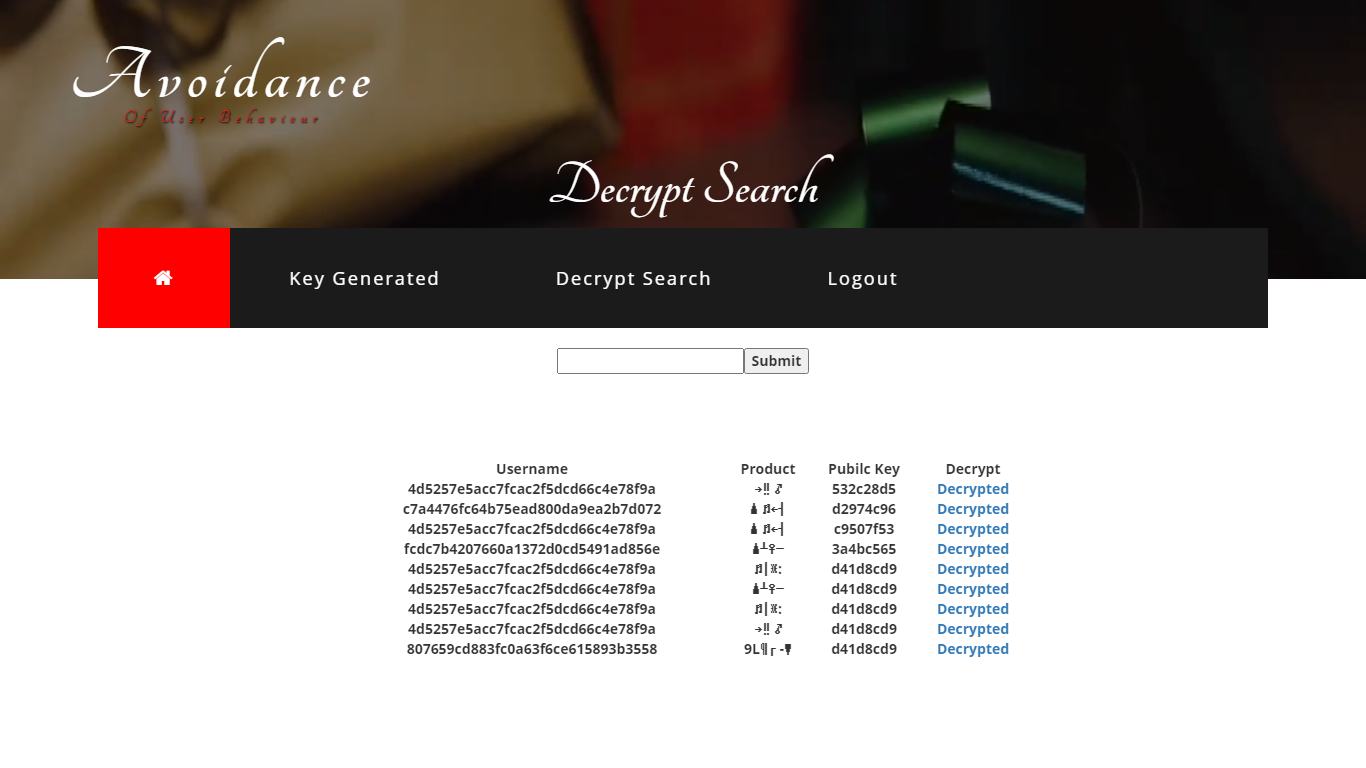 Avoidance
Of User Behaviour
Decrypt Search
Key Generated Decrypt Search Logout
Submit
Username Product Pubilc Key Decrypt
4d5257e5acc7fcac2f5dcd66c4e78f9a 532c28d5 Decrypted
c7a4476fc64b75ead800da9ea2b7d072 d2974c96 Decrypted
4d5257e5acc7fcac2f5dcd66c4e78f9a c9507f53 Decrypted
fcdc7b4207660a1372d0cd5491ad856e 3a4bc565 Decrypted
4d5257e5acc7fcac2f5dcd66c4e78f9a d41d8cd9 Decrypted
4d5257e5acc7fcac2f5dcd66c4e78f9a d41d8cd9 Decrypted
4d5257e5acc7fcac2f5dcd66c4e78f9a d41d8cd9 Decrypted
4d5257e5acc7fcac2f5dcd66c4e78f9a d41d8cd9 Decrypted
807659cd883fc0a63f6ce615893b3558 d41d8cd9 Decrypted